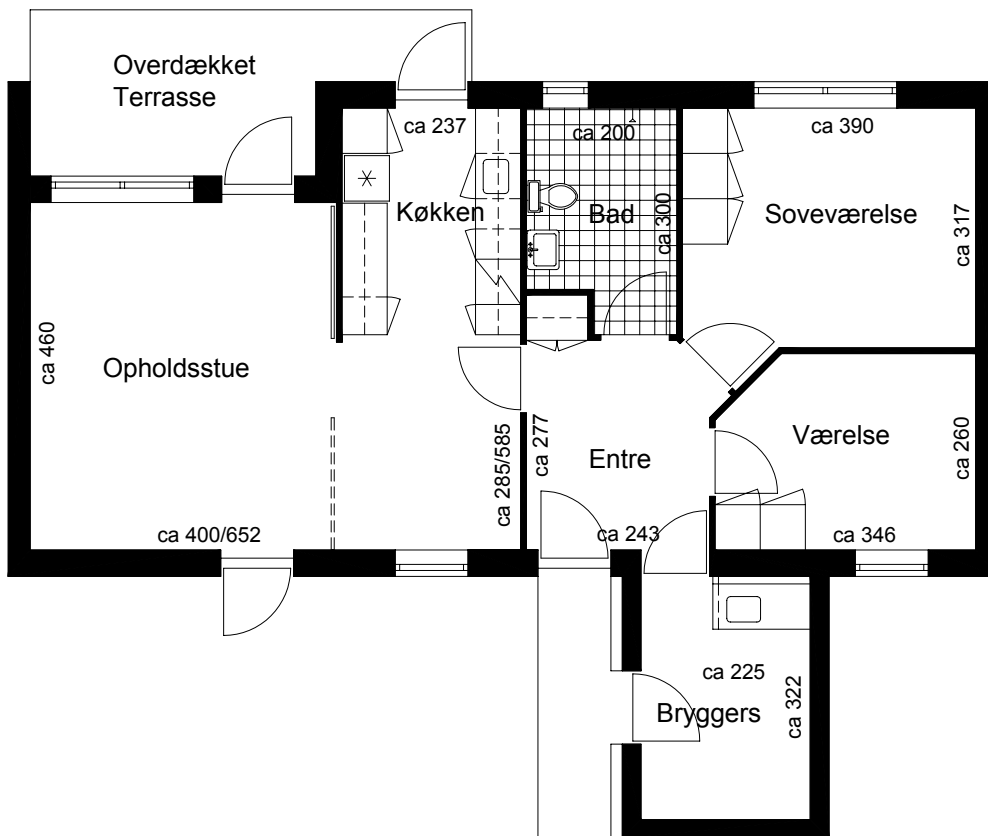 Overdækket
Terrasse
ca 237
ca 200
ca 390
Køkken
Bad
ca 300
Soveværelse
ca 317
ca 460
Opholdsstue
ca 285/585
ca 277
Entre
Værelse
ca 260
ca 400/652
ca 243
ca 346
ca 225
Bryggers
ca 322